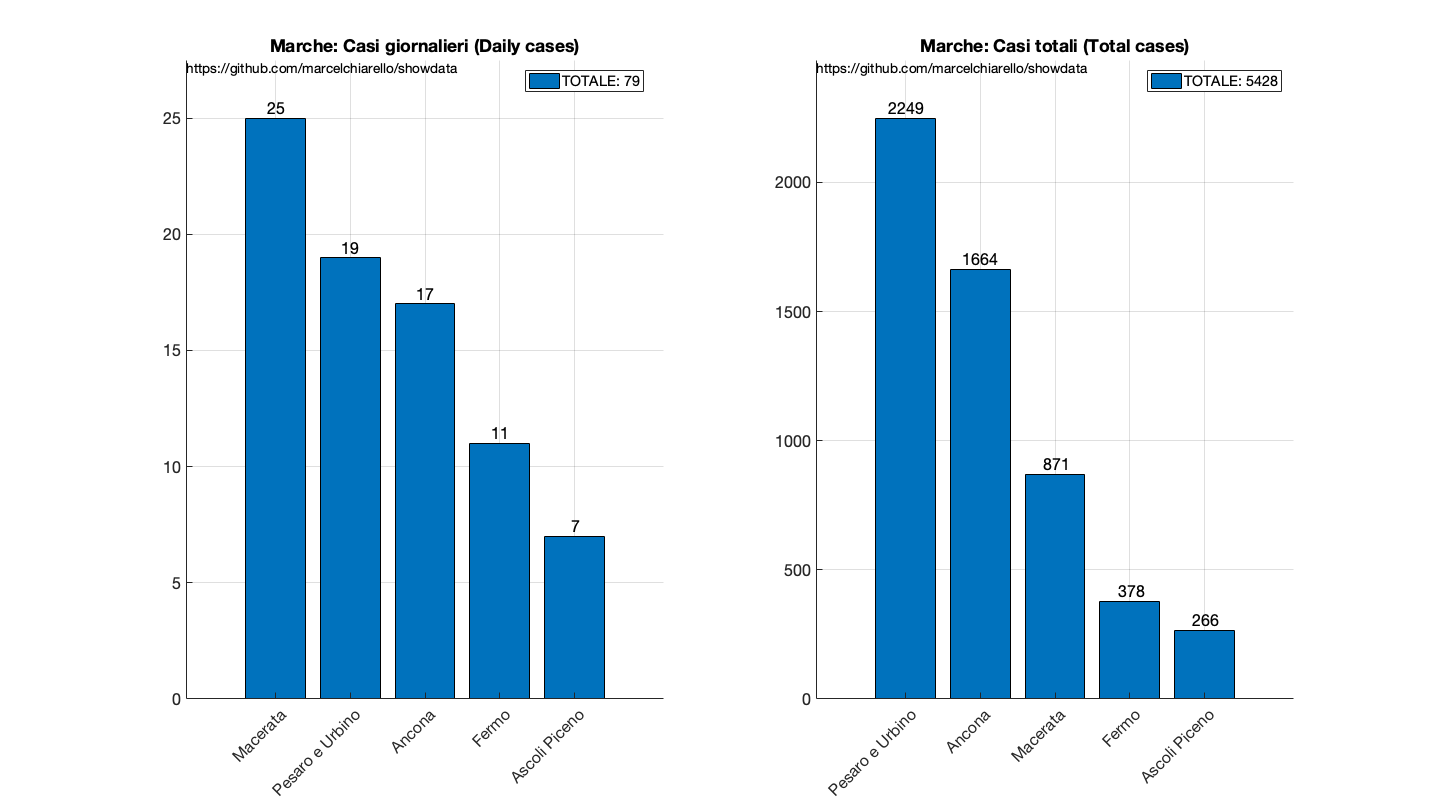 Marche: Casi giornalieri (Daily cases)
https://github.com/marcelchiarello/showdata
TOTALE: 79
25
20
15
10
5
0
25
19
17
11
7
Macerata
Pesaro e Urbino
Ancona
Fermo
Ascoli Piceno
Marche: Casi totali (Total cases)
https://github.com/marcelchiarello/showdata
TOTALE: 5428
2000
1500
1000
500
0
2249
1664
871
378
266
Pesaro e Urbino
Ancona
Macerata
Fermo
Ascoli Piceno